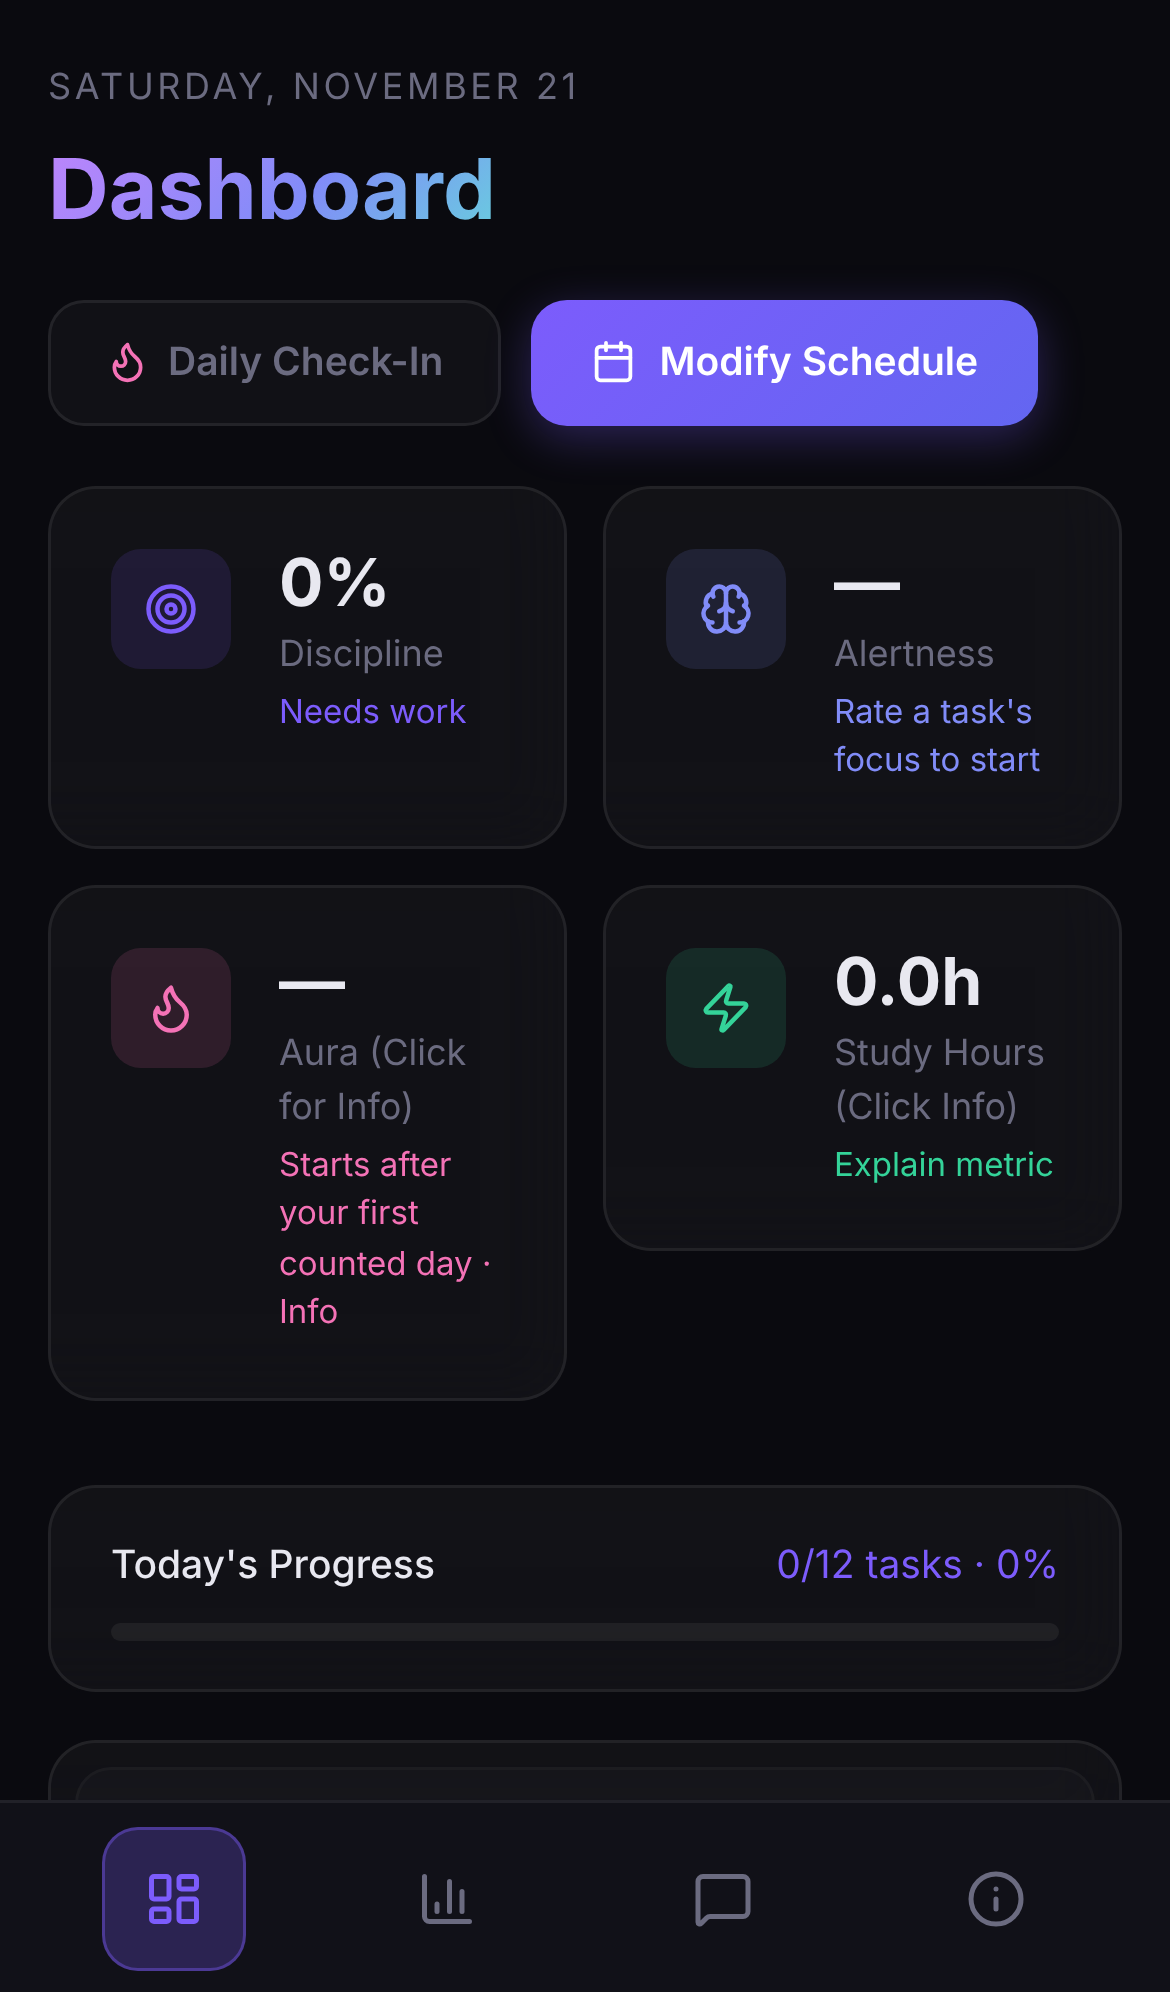 SATURDAY, NOVEMBER 21
Dashboard
Daily Check-In
Modify Schedule
0%
Discipline
Needs work
—
Alertness
Rate a task's
focus to start
—
Aura (Click
for Info)
Starts after
your first
counted day ·
Info
0.0h
Study Hours
(Click Info)
Explain metric
Today's Progress
0/12 tasks · 0%